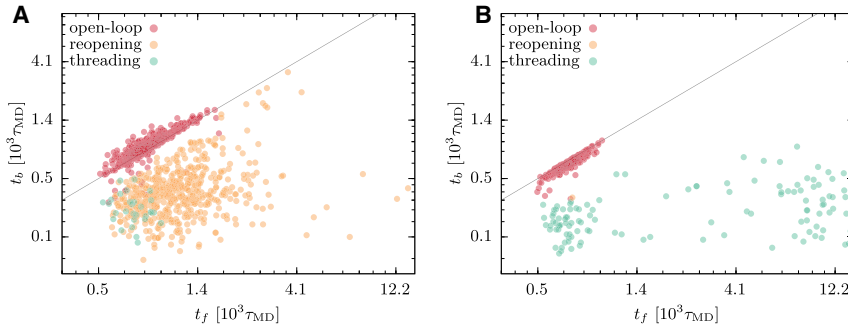 A
open-loop
reopening
threading
4.1
1.4
0.5
0.1
t_b [10^3 τ_MD]
0.5 1.4 4.1 12.2
t_f [10^3 τ_MD]
B
open-loop
reopening
threading
4.1
1.4
0.5
0.1
t_b [10^3 τ_MD]
0.5 1.4 4.1 12.2
t_f [10^3 τ_MD]